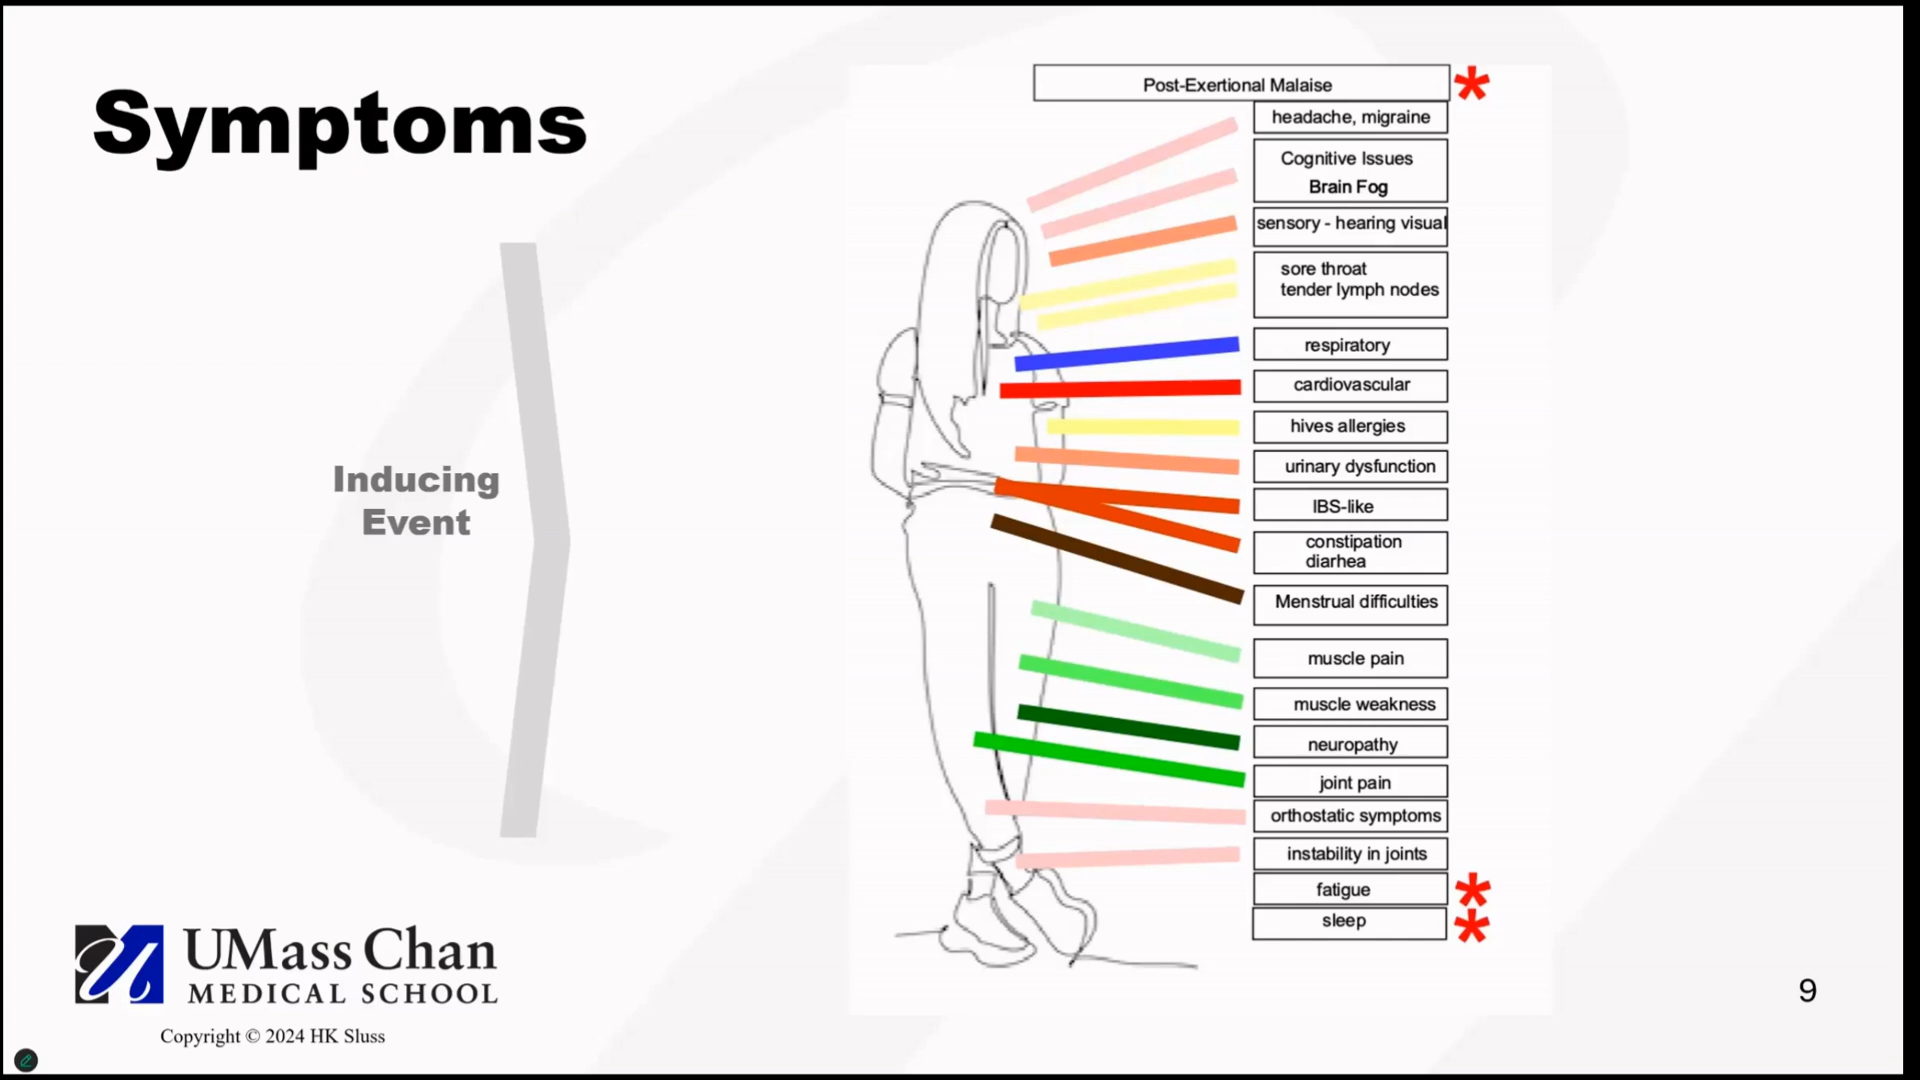 Symptoms
Inducing
Event
Post-Exertional Malaise
*
headache, migraine
Cognitive Issues
Brain Fog
sensory - hearing visual
sore throat
tender lymph nodes
respiratory
cardiovascular
hives allergies
urinary dysfunction
IBS-like
constipation
diarhea
Menstrual difficulties
muscle pain
muscle weakness
neuropathy
joint pain
orthostatic symptoms
instability in joints
fatigue
*
sleep
*
UMass Chan
MEDICAL SCHOOL
Copyright © 2024 HK Sluss
9